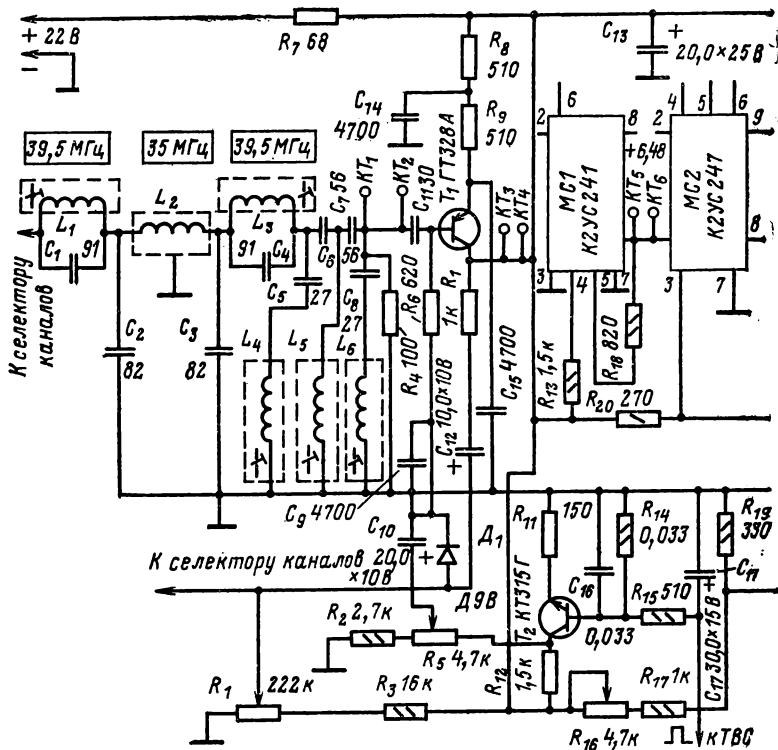 + 22 В
−
R7 68
R8
510
C13
+
20,0×25В
C14
4700
R9
510
39,5 МГц
35 МГц
39,5 МГц
L1
L2
L3
C1 91
91 C4
C7 56
КТ1
КТ2
C11 30
Т1 ГТ328А
КТ3
КТ4
6
2
8
+6,48
КТ5
КТ6
МС1
К2УС241
3
4
5
7
4
5
6
2
9
МС2
К2УС247
8
3
7
К селектору
каналов
C2
82
C3
82
C5
27
C6
56
C8
27
R4 100
R6 620
R1
1к
C15 4700
R13 1,5к
R18 820
R20 270
L4
L5
L6
C12 10,0×10В
+
C9 4700
C10
20,0 +
×10В
К селектору каналов
Д1
Д9В
R11 150
R14
0,033
R19
330
C16
0,033
Т2 КТ315Г
R15 510
C17
+
C17 30,0×15В
R2 2,7к
R5 4,7к
R12
1,5к
R1
222к
R3 16к
R17 1к
R16 4,7к
к ТВС